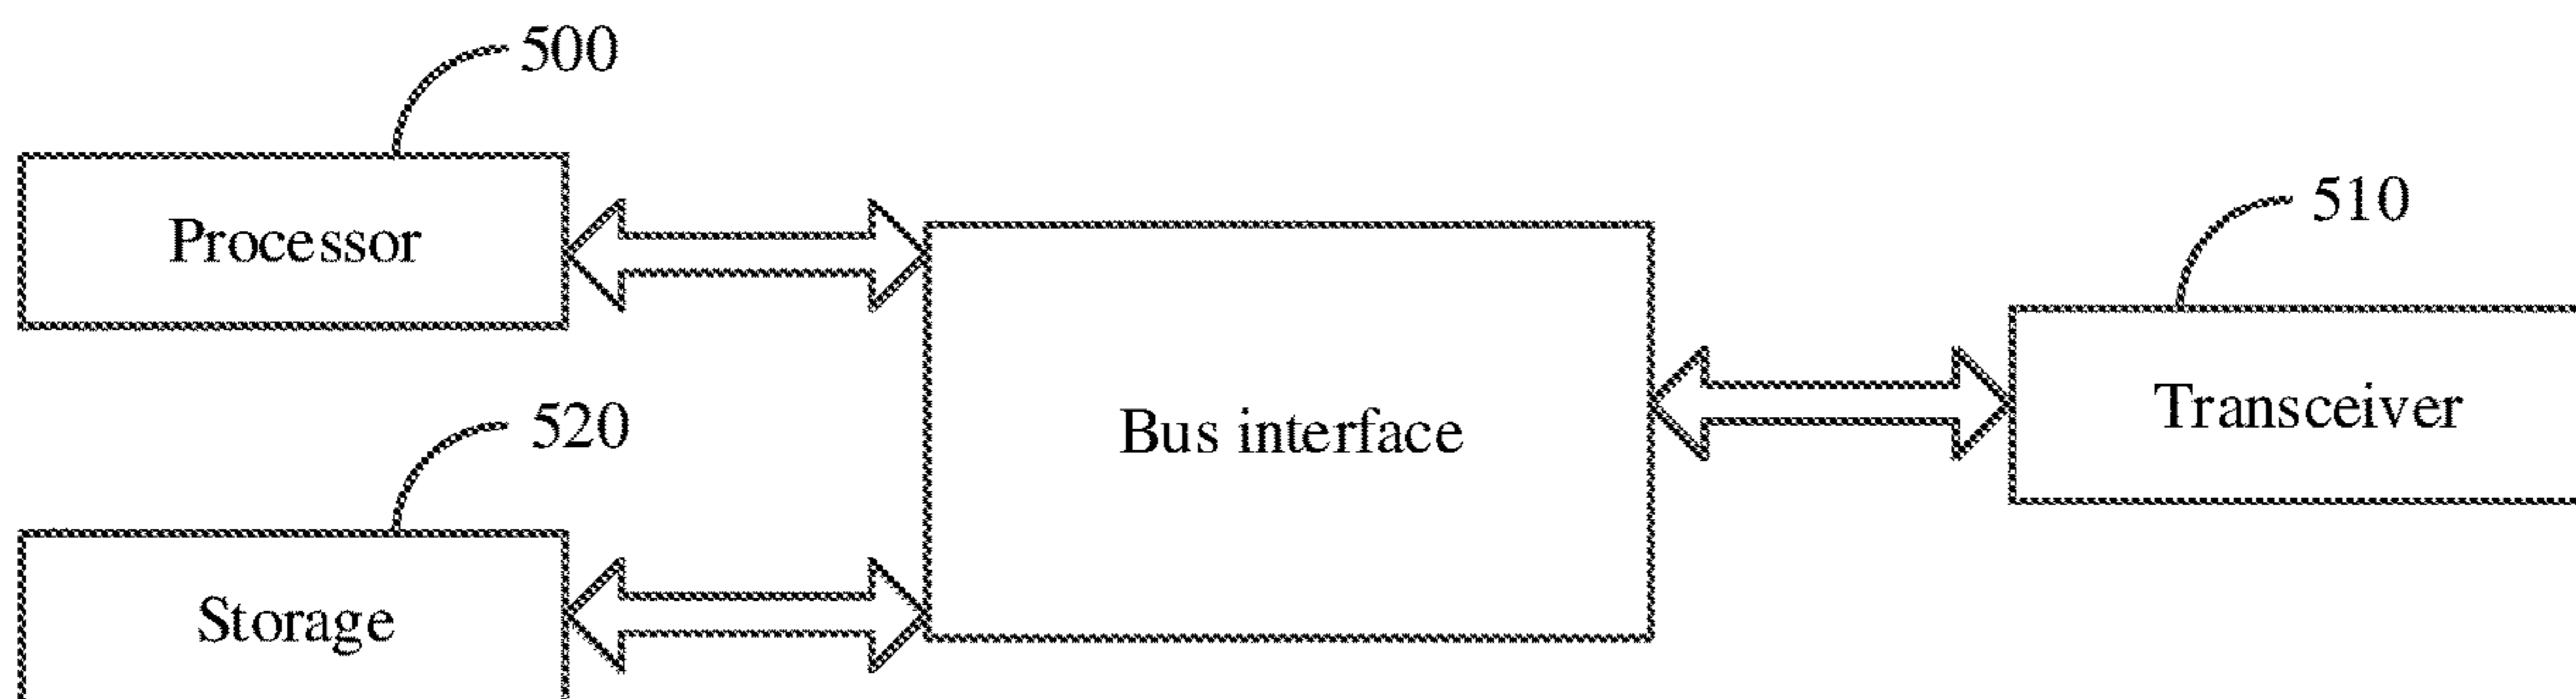 500
Processor
510
520
Transceiver
Bus interface
Storage